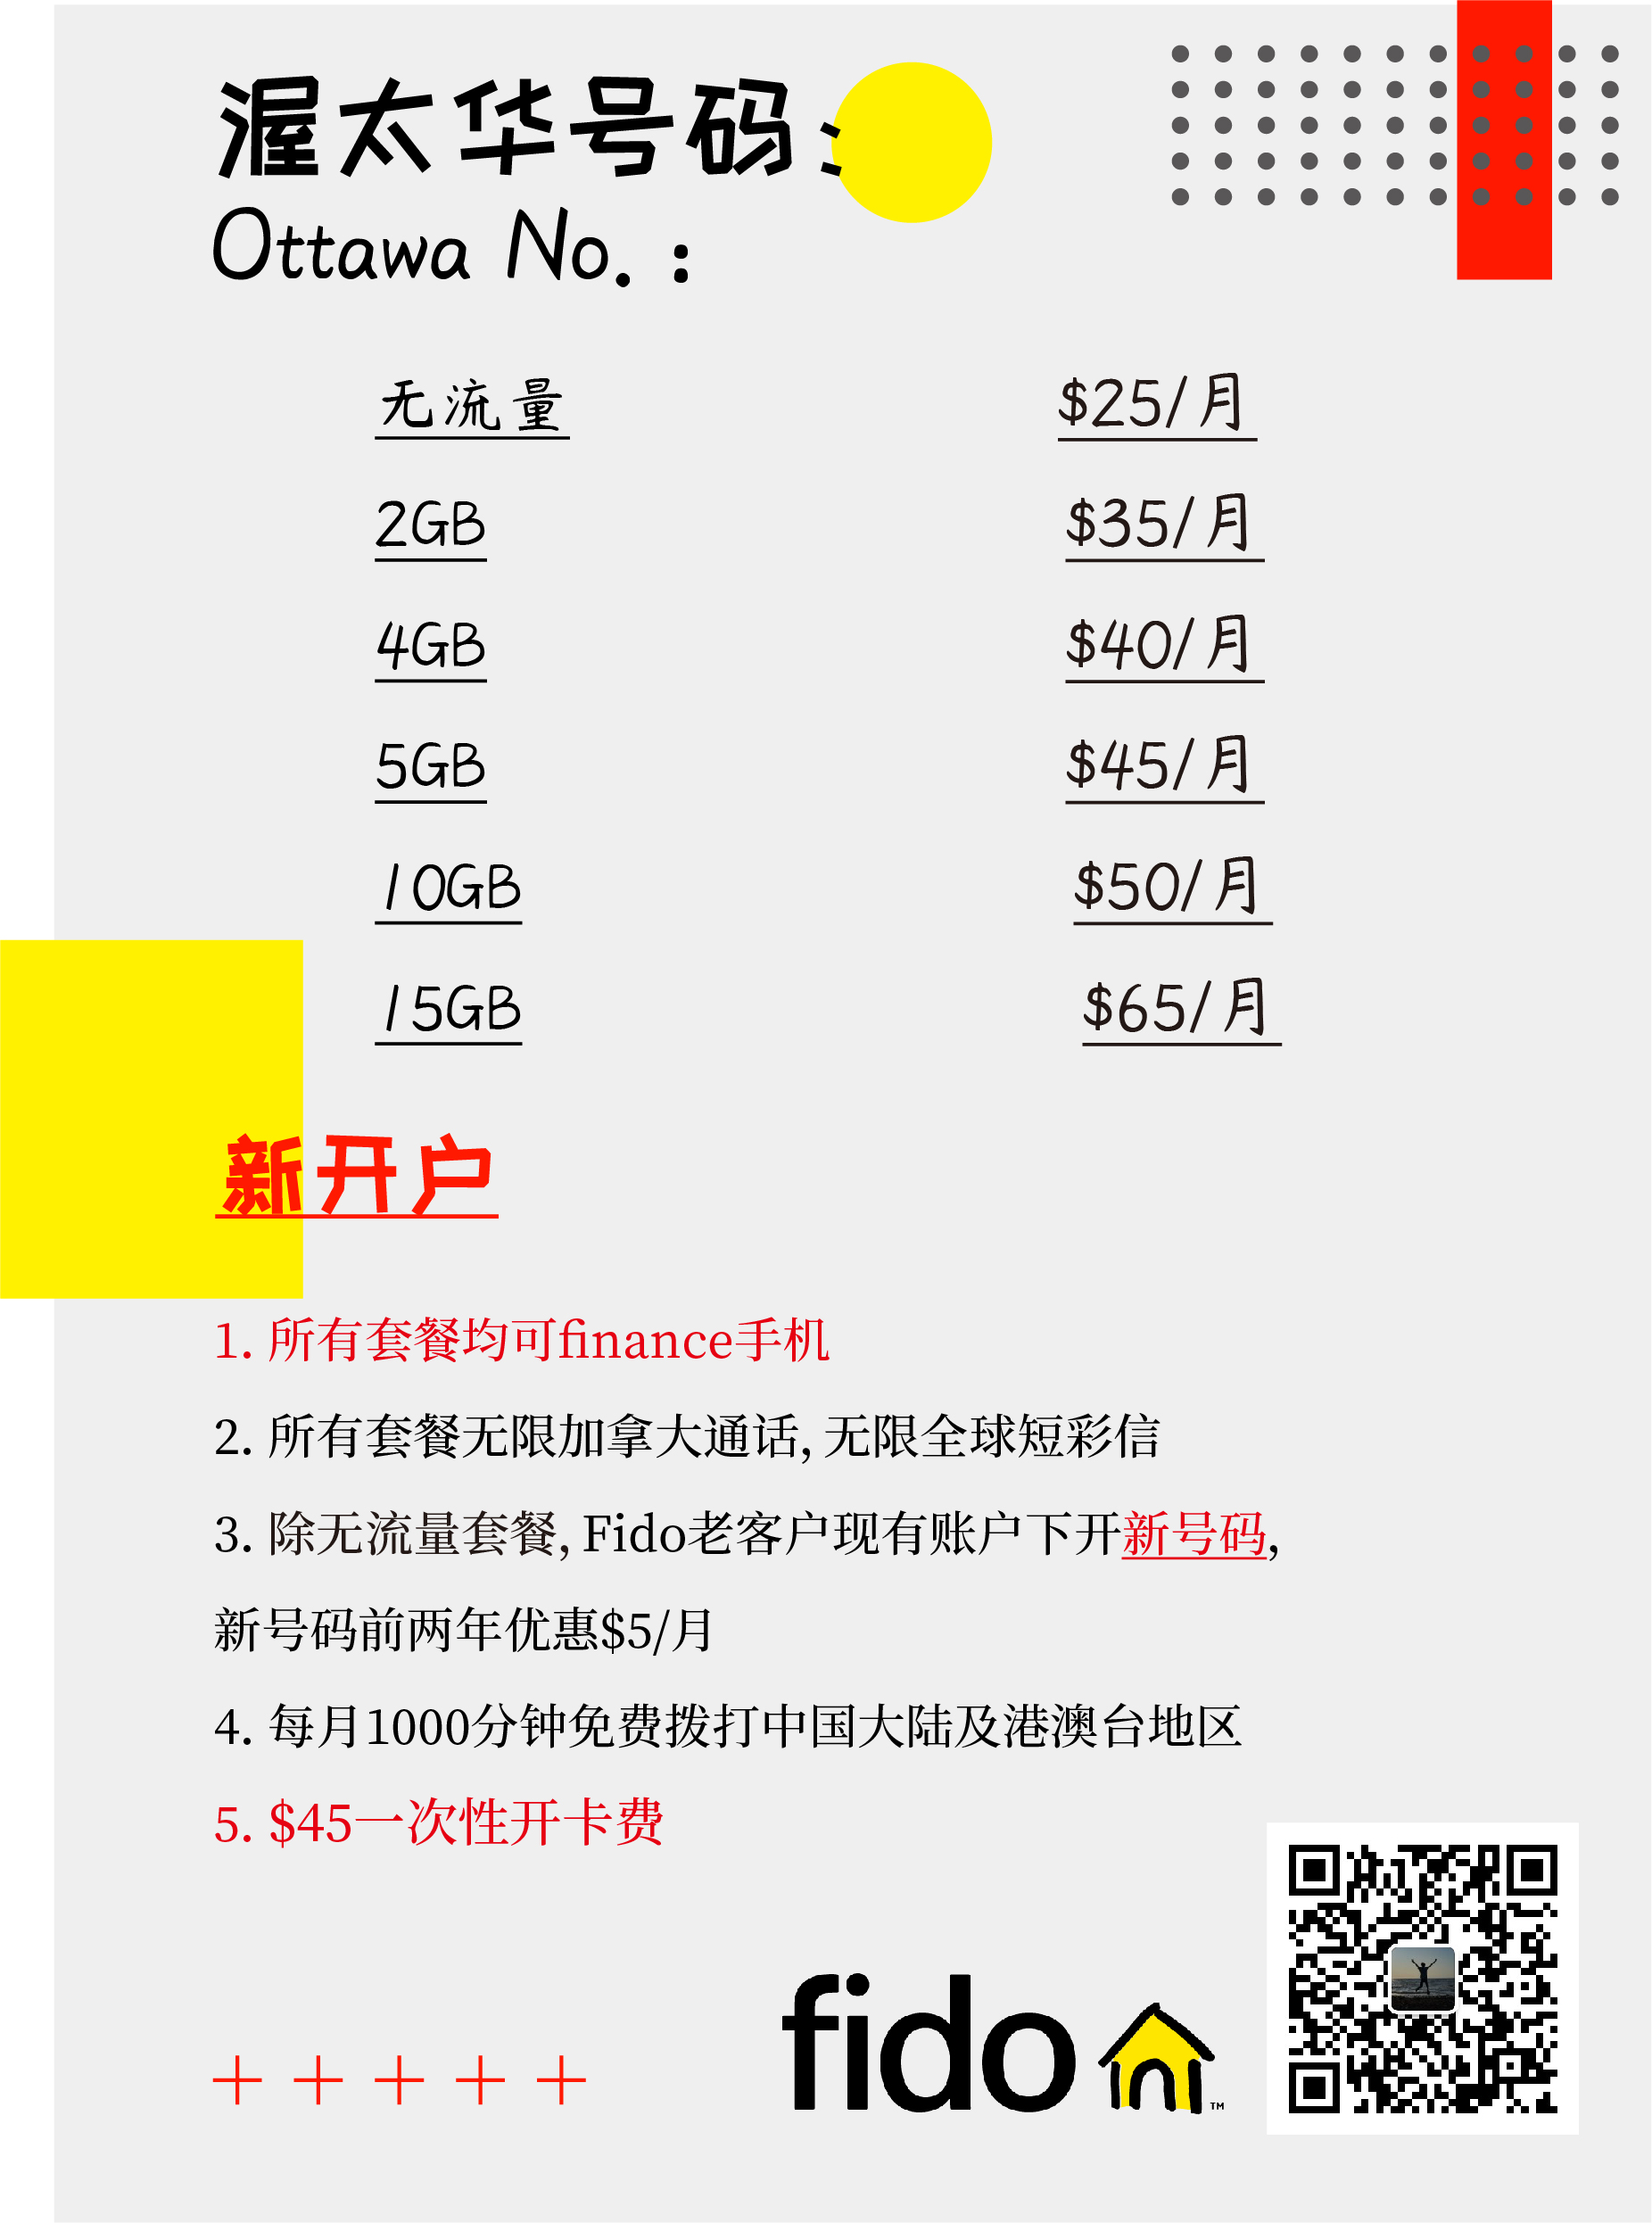 渥太华号码:
Ottawa No. :
无流量 $25/月
2GB $35/月
4GB $40/月
5GB $45/月
10GB $50/月
15GB $65/月
新开户
1. 所有套餐均可finance手机
2. 所有套餐无限加拿大通话, 无限全球短彩信
3. 除无流量套餐, Fido老客户现有账户下开新号码,
新号码前两年优惠$5/月
4. 每月1000分钟免费拨打中国大陆及港澳台地区
5. $45一次性开卡费
fido
TM